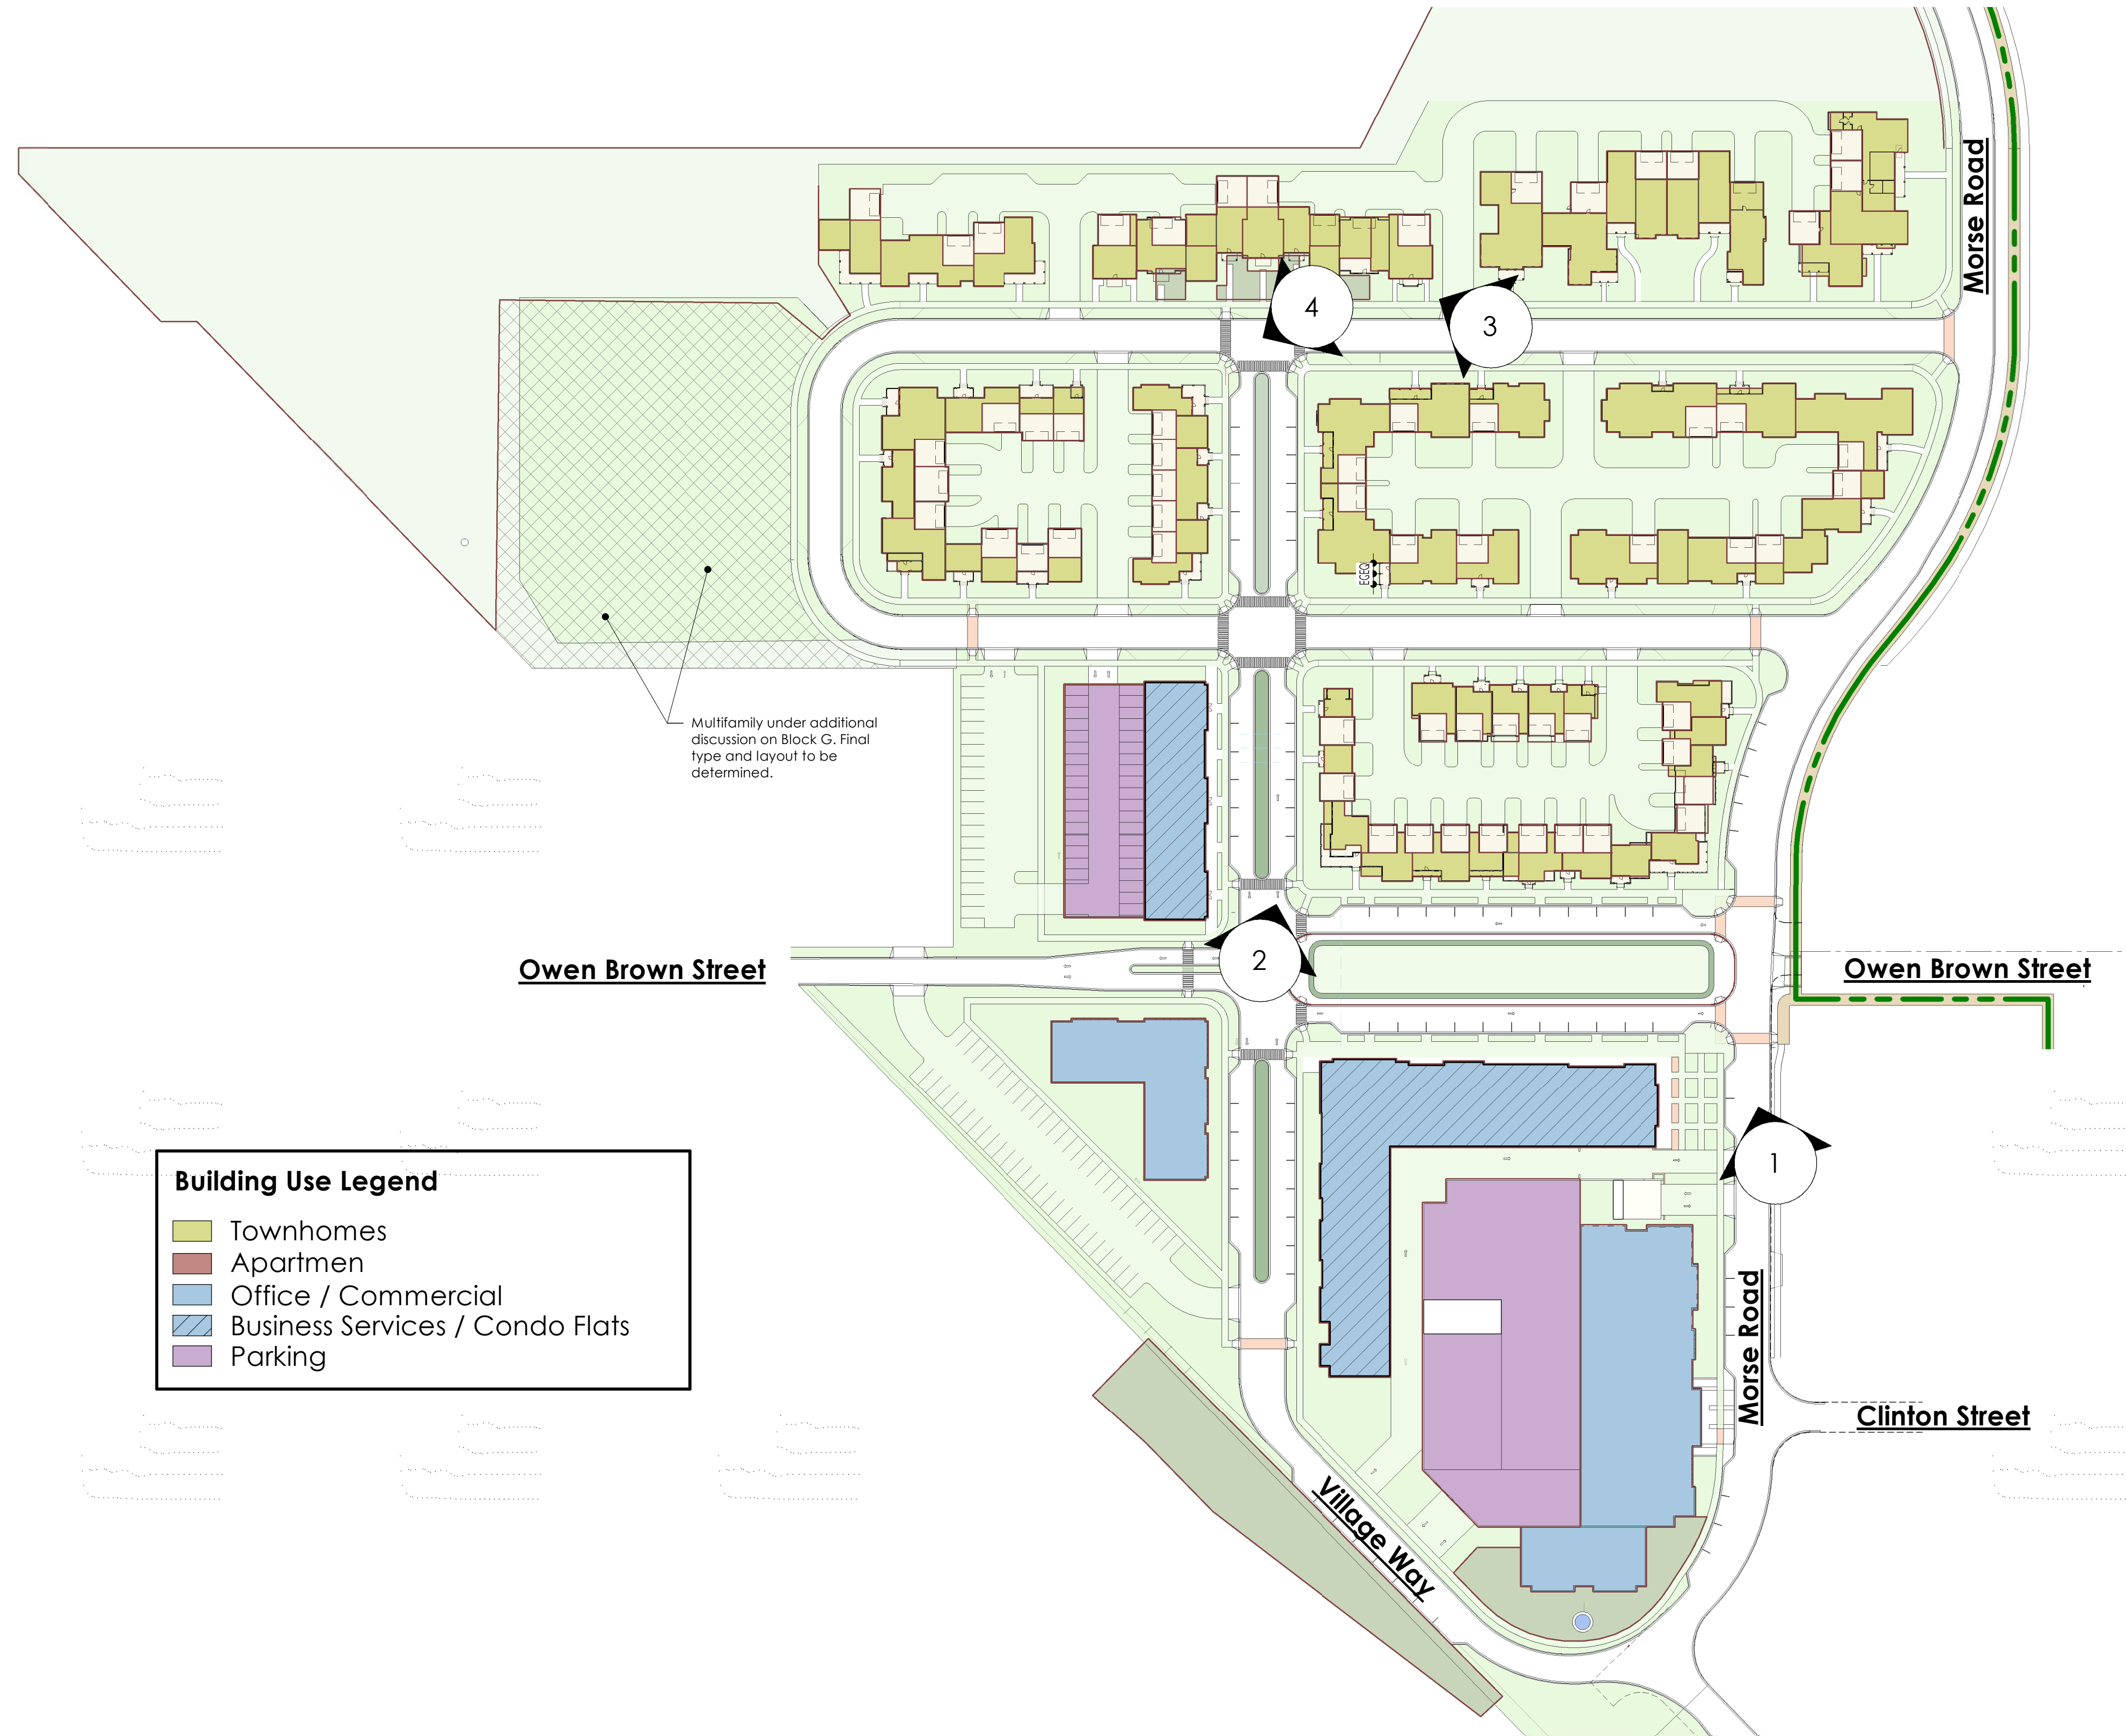 Morse Road
4
3
EGEQ
Multifamily under additional
discussion on Block G. Final
type and layout to be
determined.
Owen Brown Street
2
Owen Brown Street
1
Building Use Legend
Townhomes
Apartmen
Office / Commercial
Business Services / Condo Flats
Parking
Morse Road
Clinton Street
Village Way